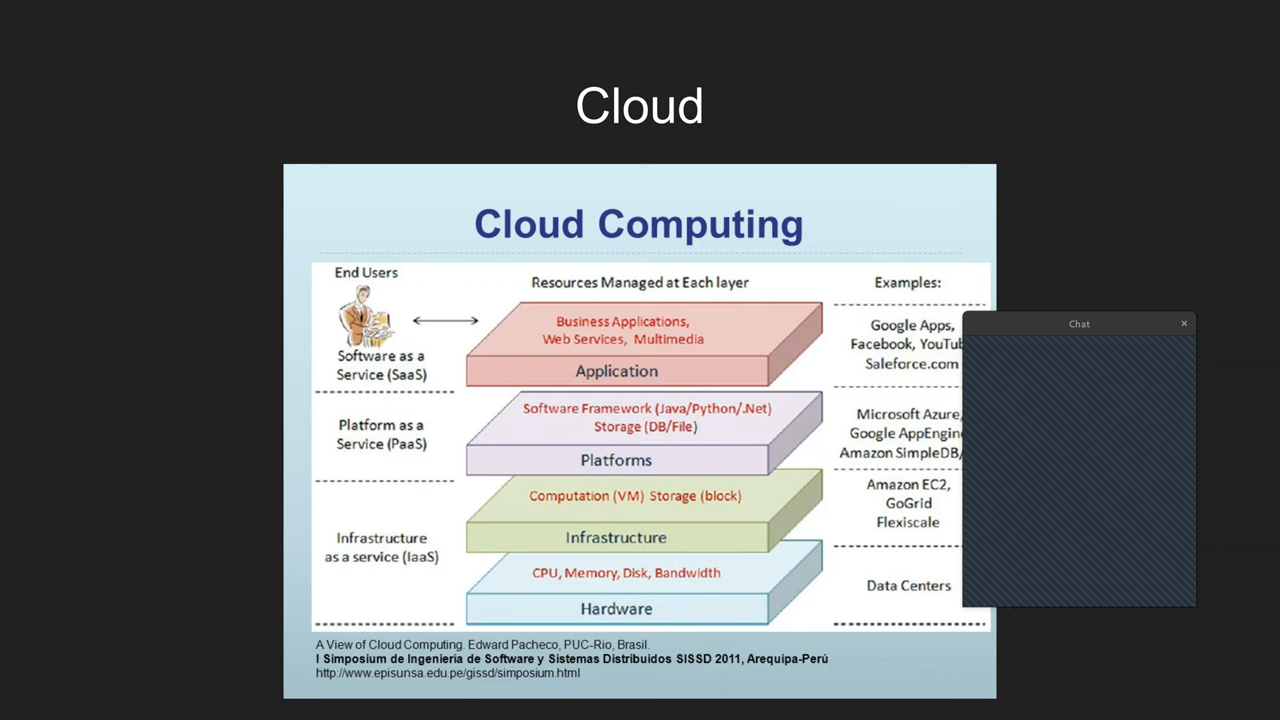 Cloud
Cloud Computing
End Users
Resources Managed at Each layer
Examples:
Business Applications,
Web Services, Multimedia
Application
Software as a
Service (SaaS)
Google Apps,
Facebook,
Saleforce.com
Chat
Software Framework (Java/Python/.Net)
Storage (DB/File)
Platforms
Platform as a
Service (PaaS)
Microsoft Azure,
Google
Amazon
Computation (VM) Storage (block)
Infrastructure
Amazon EC2,
GoGrid
Flexiscale
Infrastructure
as a service (IaaS)
CPU, Memory, Disk, Bandwidth
Hardware
Data Centers
A View of Cloud Computing. Edward Pacheco, PUC-Rio, Brasil.
I Simposium de Ingenieria de Software y Sistemas Distribuidos SISSD 2011, Arequipa-Perú
http://www.episunsa.edu.pe/gissd/simposium.html